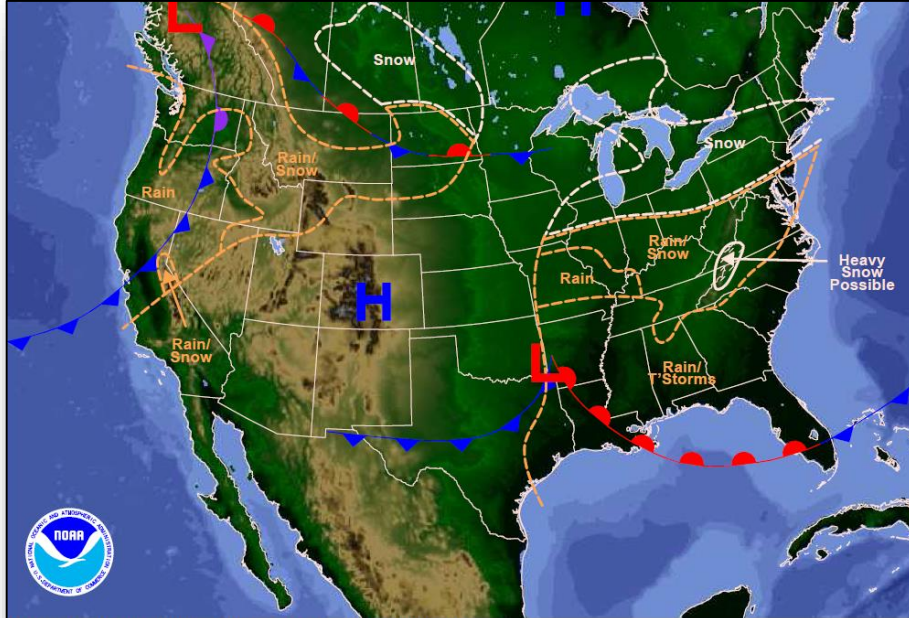 L
H
Snow
Snow
Rain/
Snow
Rain
Rain/
Snow
Rain
Heavy
Snow
Possible
H
Rain/
Snow
L
Rain/
T'Storms
NATIONAL OCEANIC AND ATMOSPHERIC ADMINISTRATION
NOAA
U.S. DEPARTMENT OF COMMERCE